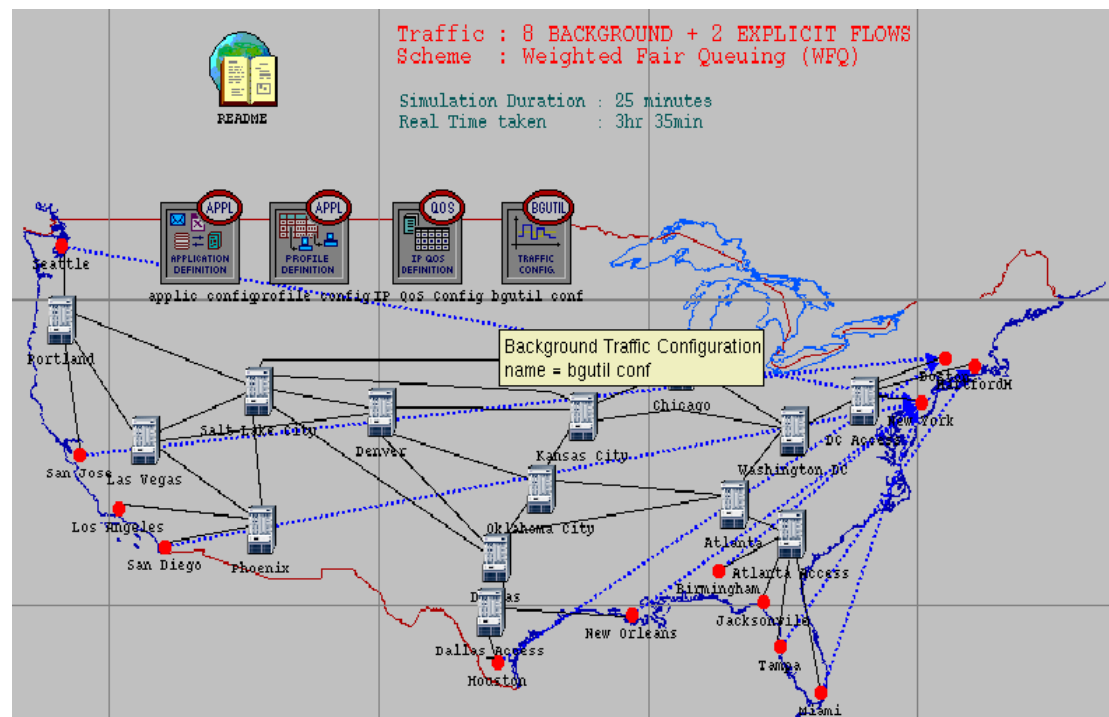 Traffic : 8 BACKGROUND + 2 EXPLICIT FLOWS
Scheme : Weighted Fair Queuing (WFQ)
Simulation Duration : 25 minutes
Real Time taken : 3hr 35min
README
APPL
APPL
QOS
BGUTIL
APPLICATION
DEFINITION
PROFILE
DEFINITION
IP QOS
DEFINITION
TRAFFIC
CONFIG.
applic config
profile config
IP QoS Config
bgutil conf
Seattle
Portland
Background Traffic Configuration
name = bgutil conf
Chicago
New York
Salt Lake City
DC Access
Denver
Kansas City
Washington DC
San Jose
Las Vegas
Los Angeles
Oklahoma City
Atlanta
San Diego
Phoenix
Atlanta Access
Birmingham
Dallas
New Orleans
Jacksonville
Dallas Access
Houston
Tampa
Miami